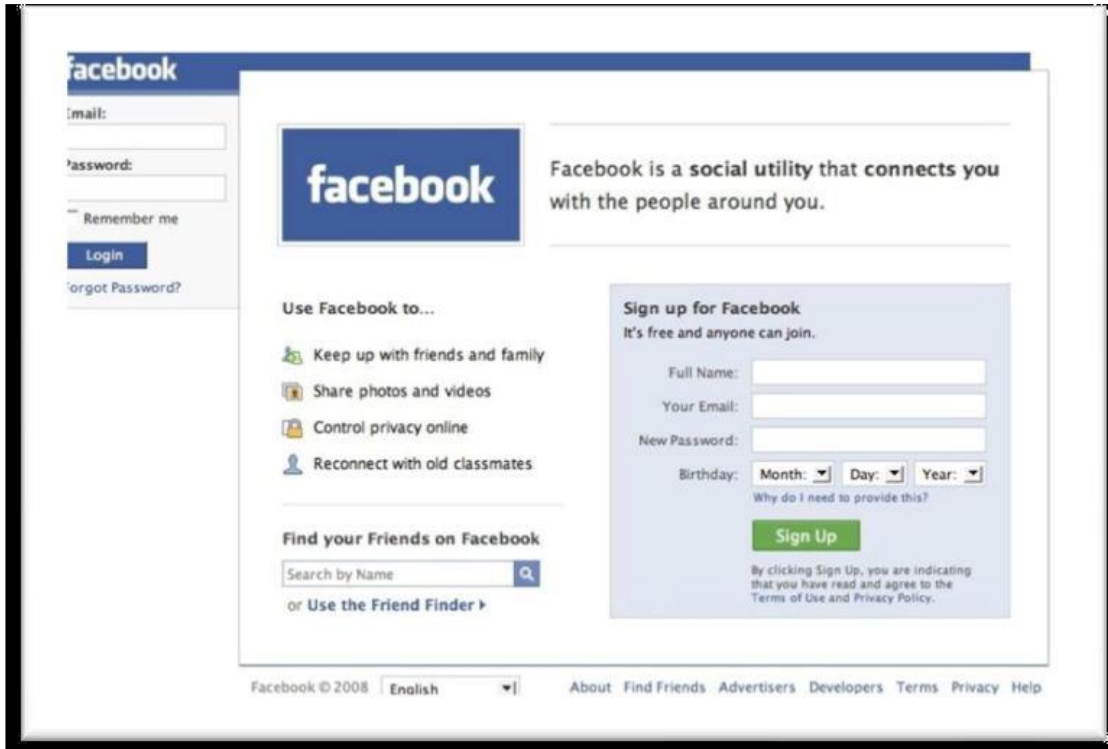 facebook
Email:
Password:
Remember me
Login
Forgot Password?
facebook
Facebook is a social utility that connects you
with the people around you.
Use Facebook to...
Keep up with friends and family
Share photos and videos
Control privacy online
Reconnect with old classmates
Find your Friends on Facebook
Search by Name
or Use the Friend Finder
Sign up for Facebook
It's free and anyone can join.
Full Name:
Your Email:
New Password:
Birthday: Month: Day: Year:
Why do I need to provide this?
Sign Up
By clicking Sign Up, you are indicating
that you have read and agree to the
Terms of Use and Privacy Policy.
Facebook © 2008 English About Find Friends Advertisers Developers Terms Privacy Help